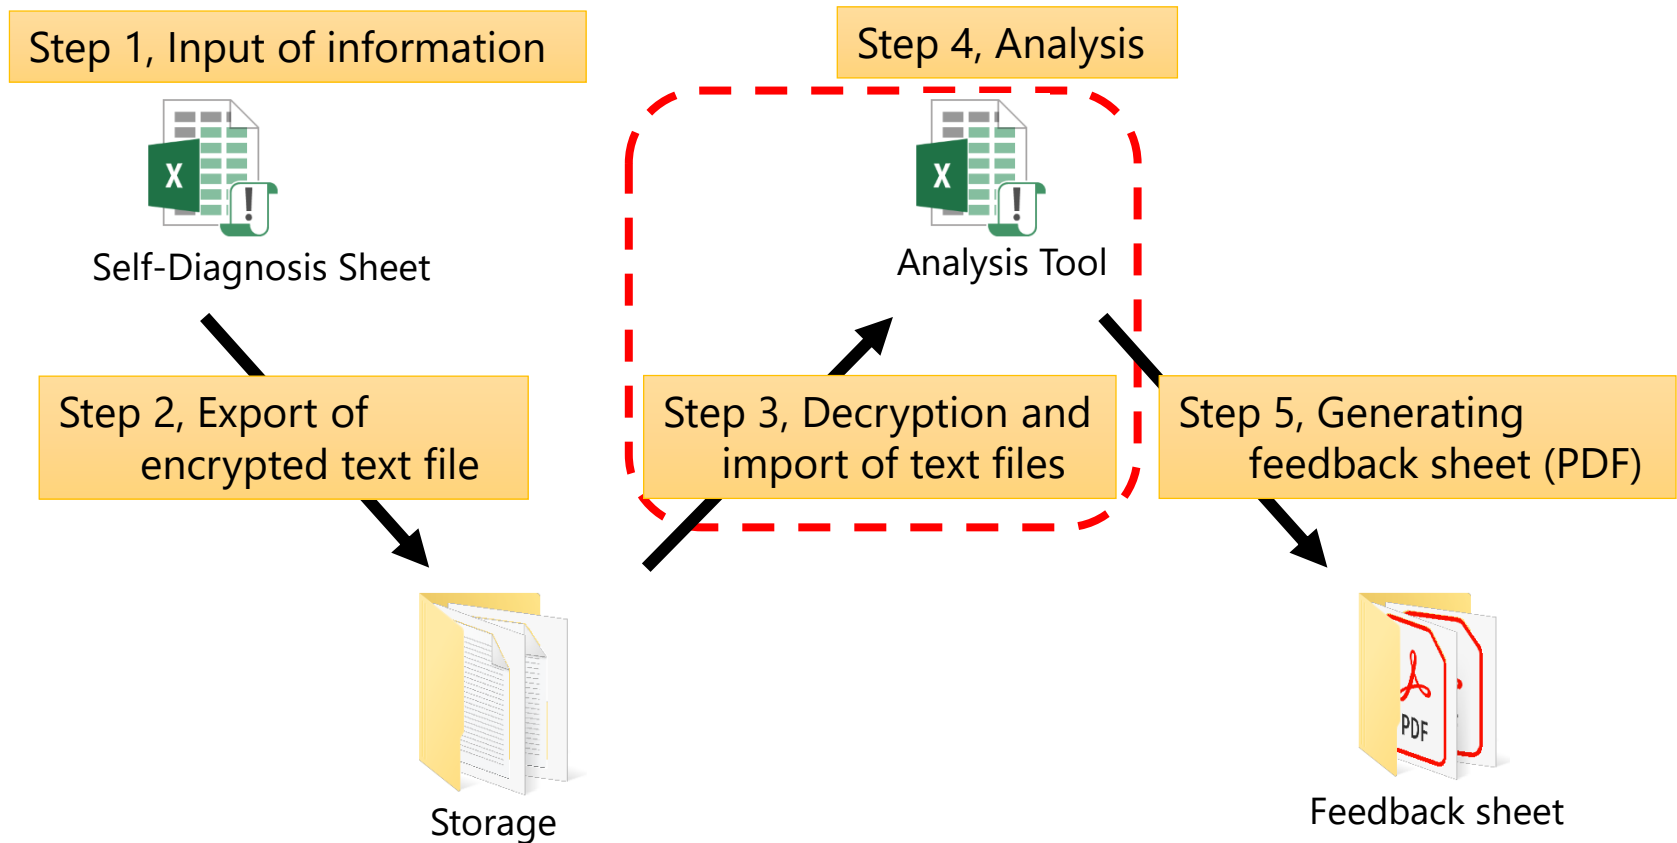 Step 1, Input of information
Step 4, Analysis
X
!
X
!
Self-Diagnosis Sheet
Analysis Tool
Step 2, Export of
encrypted text file
Step 3, Decryption and
import of text files
Step 5, Generating
feedback sheet (PDF)
PDF
Storage
Feedback sheet